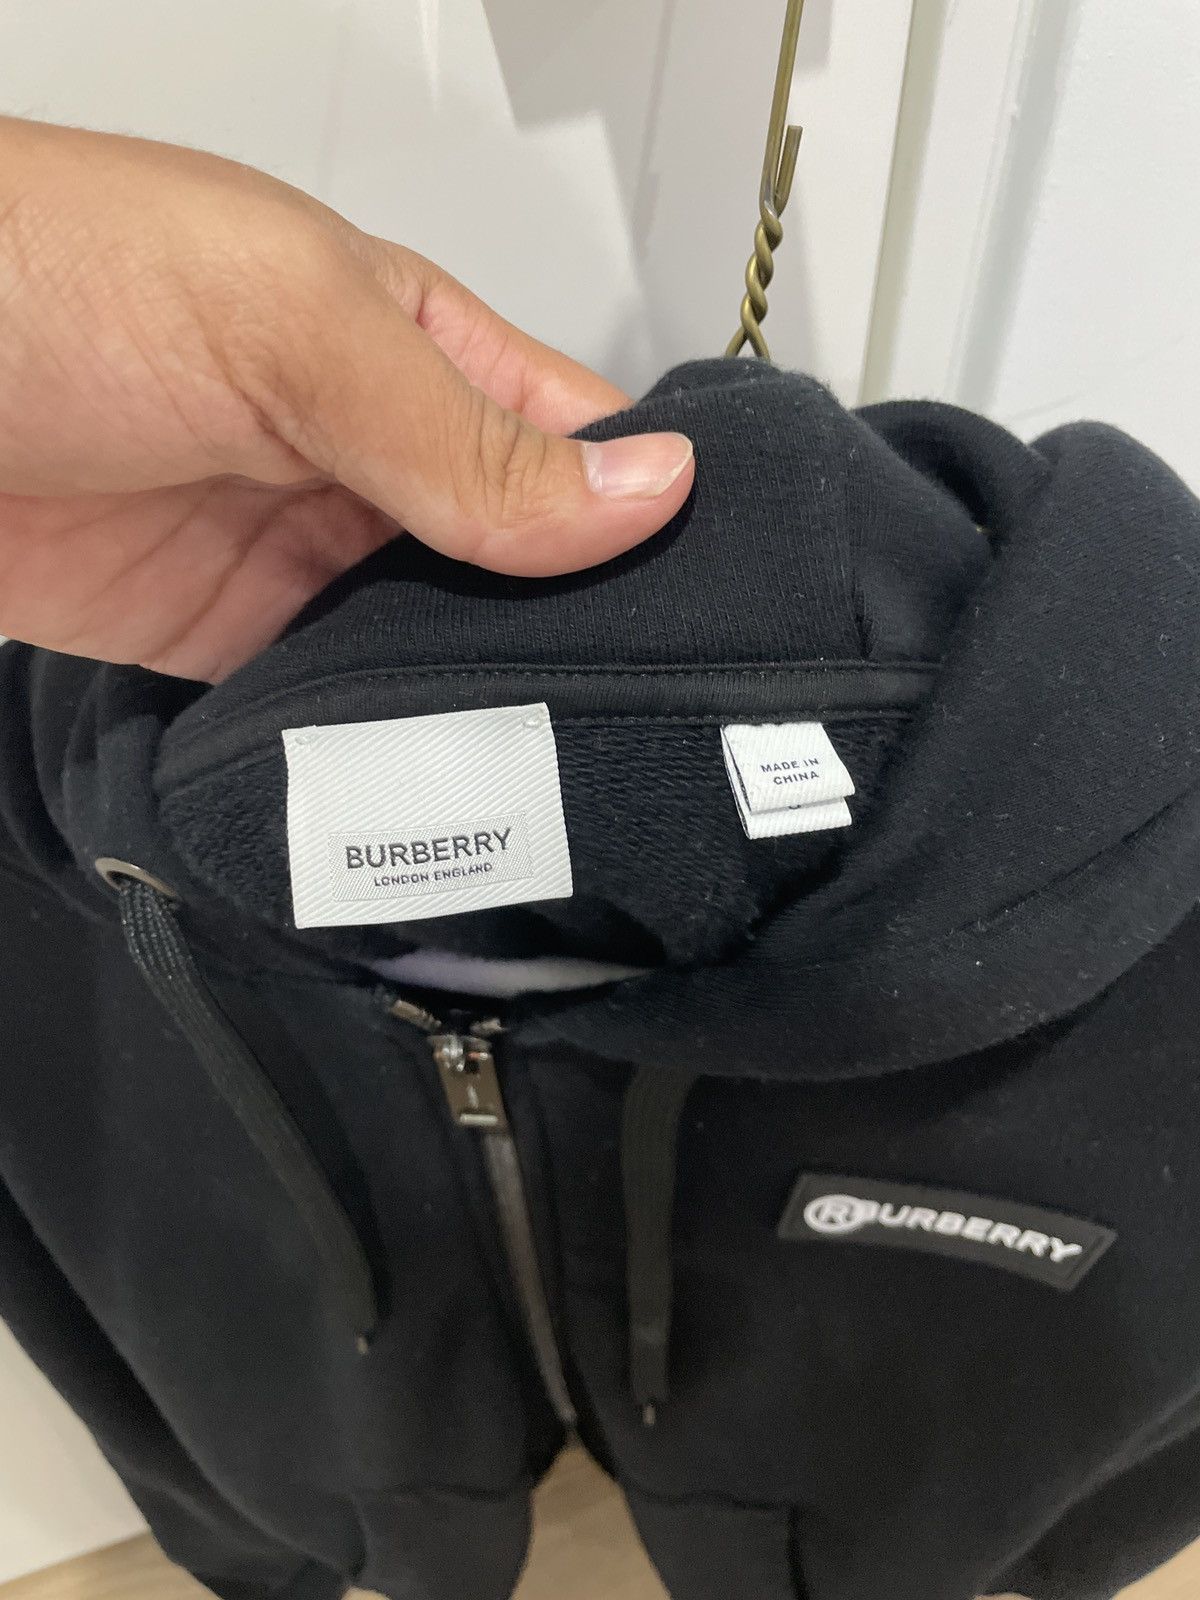 BURBERRY
LONDON ENGLAND
MADE IN
CHINA
®BURBERRY